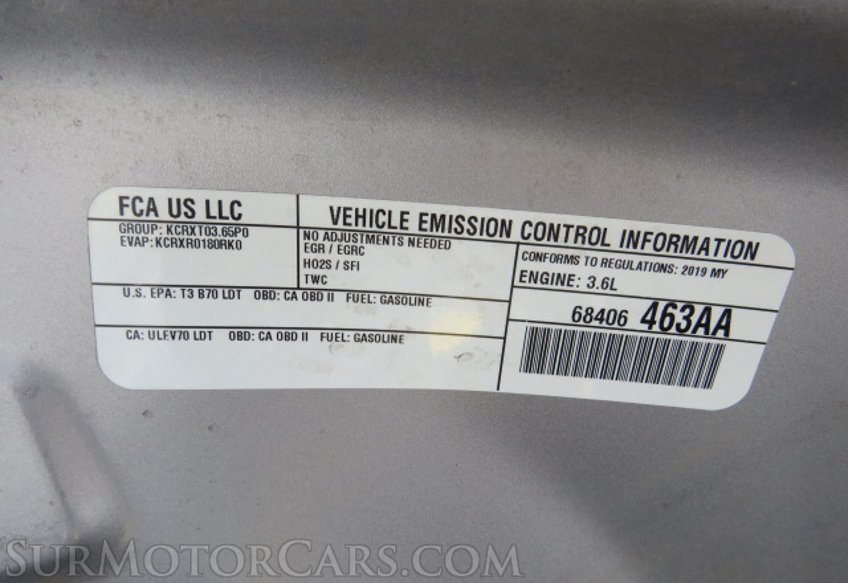 FCA US LLC
GROUP: KCRXT03.65P0
EVAP: KCRXR0180RK0
VEHICLE EMISSION CONTROL INFORMATION
NO ADJUSTMENTS NEEDED
EGR / EGRC
HO2S / SFI
TWC
CONFORMS TO REGULATIONS: 2019 MY
ENGINE: 3.6L
U.S. EPA: T3 B70 LDT OBD: CA OBD II FUEL: GASOLINE
68406 463AA
CA: ULEV70 LDT OBD: CA OBD II FUEL: GASOLINE
SURMOTORCARS.COM